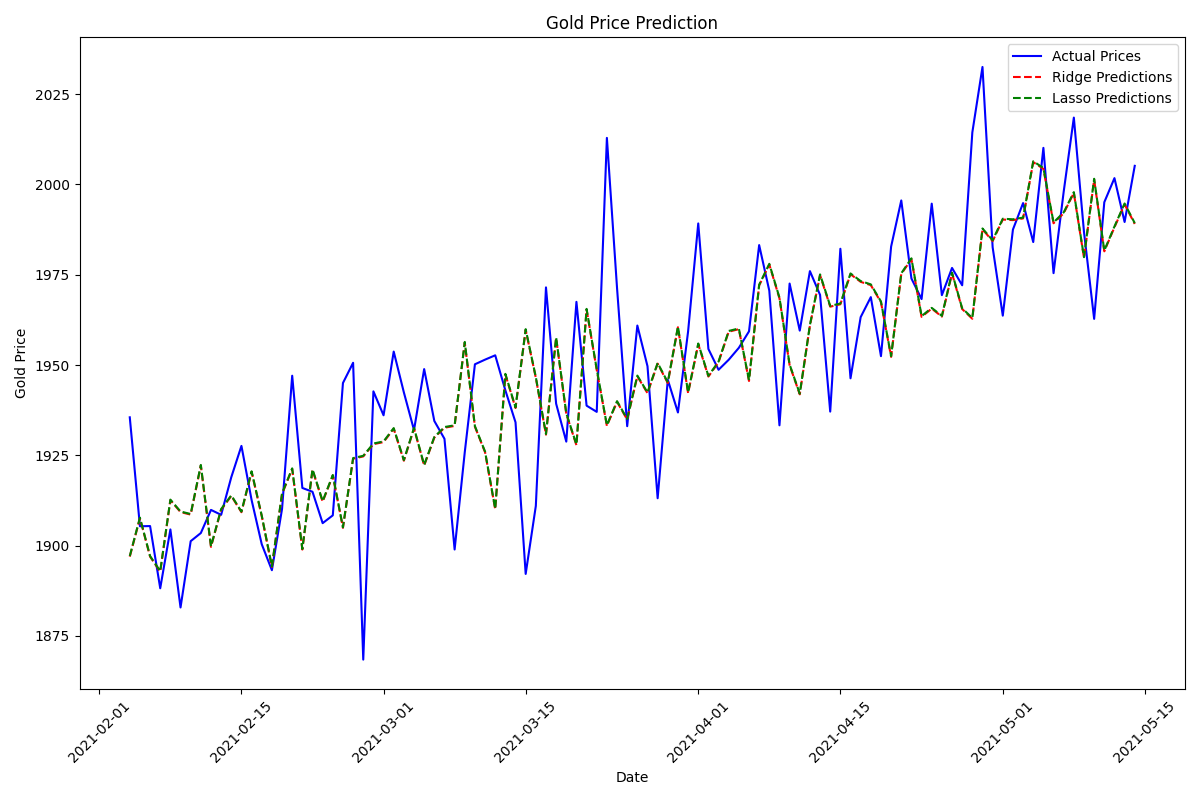 Gold Price Prediction
Actual Prices
Ridge Predictions
Lasso Predictions
Gold Price
2025
2000
1975
1950
1925
1900
1875
2021-02-01
2021-02-15
2021-03-01
2021-03-15
2021-04-01
2021-04-15
2021-05-01
2021-05-15
Date